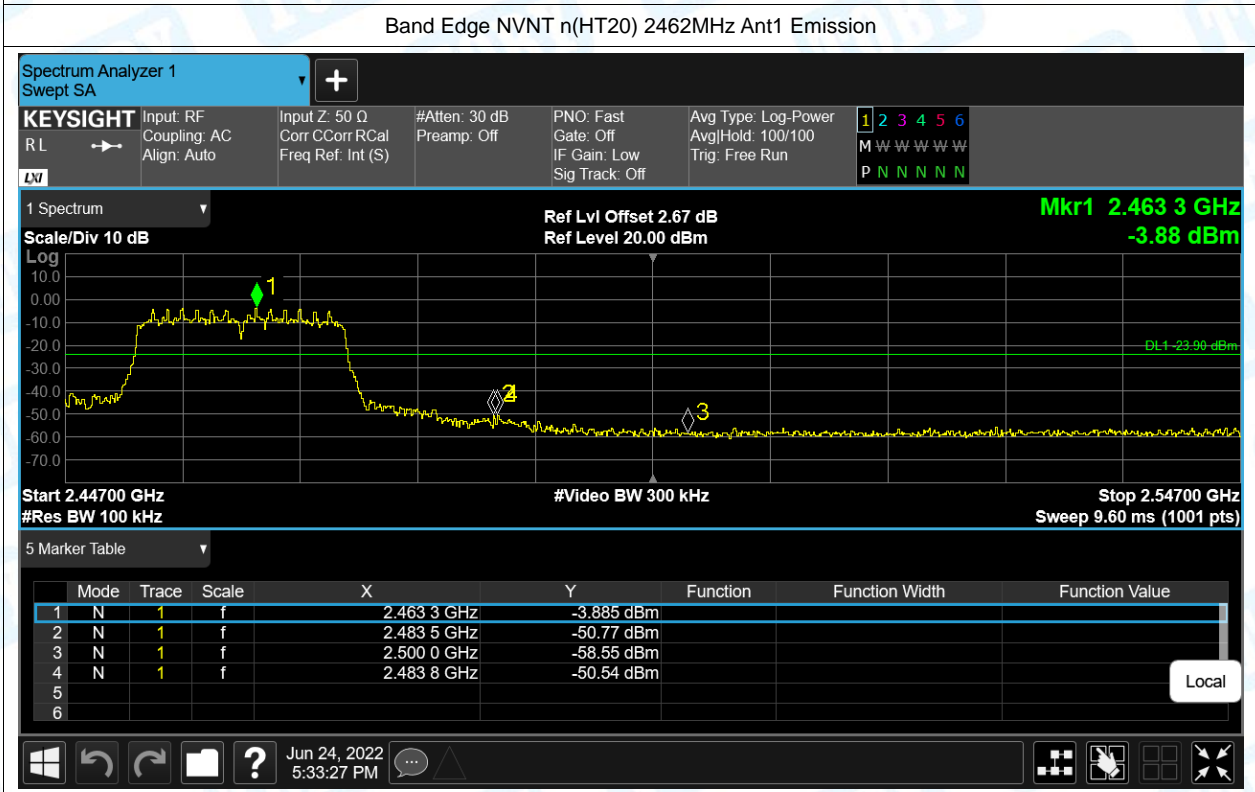 Band Edge NVNT n(HT20) 2462MHz Ant1 Emission
Spectrum Analyzer 1
Swept SA
+
KEYSIGHT
RL
LXI
Input: RF
Coupling: AC
Align: Auto
Input Z: 50 Ω
Corr CCorr RCal
Freq Ref: Int (S)
#Atten: 30 dB
Preamp: Off
PNO: Fast
Gate: Off
IF Gain: Low
Sig Track: Off
Avg Type: Log-Power
Avg|Hold: 100/100
Trig: Free Run
1 2 3 4 5 6
M W W W W W
P N N N N N
1 Spectrum
Scale/Div 10 dB
Ref Lvl Offset 2.67 dB
Ref Level 20.00 dBm
Mkr1 2.463 3 GHz
-3.88 dBm
Log
10.0
0.00
-10.0
-20.0
-30.0
-40.0
-50.0
-60.0
-70.0
1
DL1 -23.90 dBm
2 4
3
Start 2.44700 GHz
#Res BW 100 kHz
#Video BW 300 kHz
Stop 2.54700 GHz
Sweep 9.60 ms (1001 pts)
5 Marker Table
Mode Trace Scale X Y Function Function Width Function Value
1 N 1 f 2.463 3 GHz -3.885 dBm
2 N 1 f 2.483 5 GHz -50.77 dBm
3 N 1 f 2.500 0 GHz -58.55 dBm
4 N 1 f 2.483 8 GHz -50.54 dBm
5
6
Local
?
Jun 24, 2022
5:33:27 PM